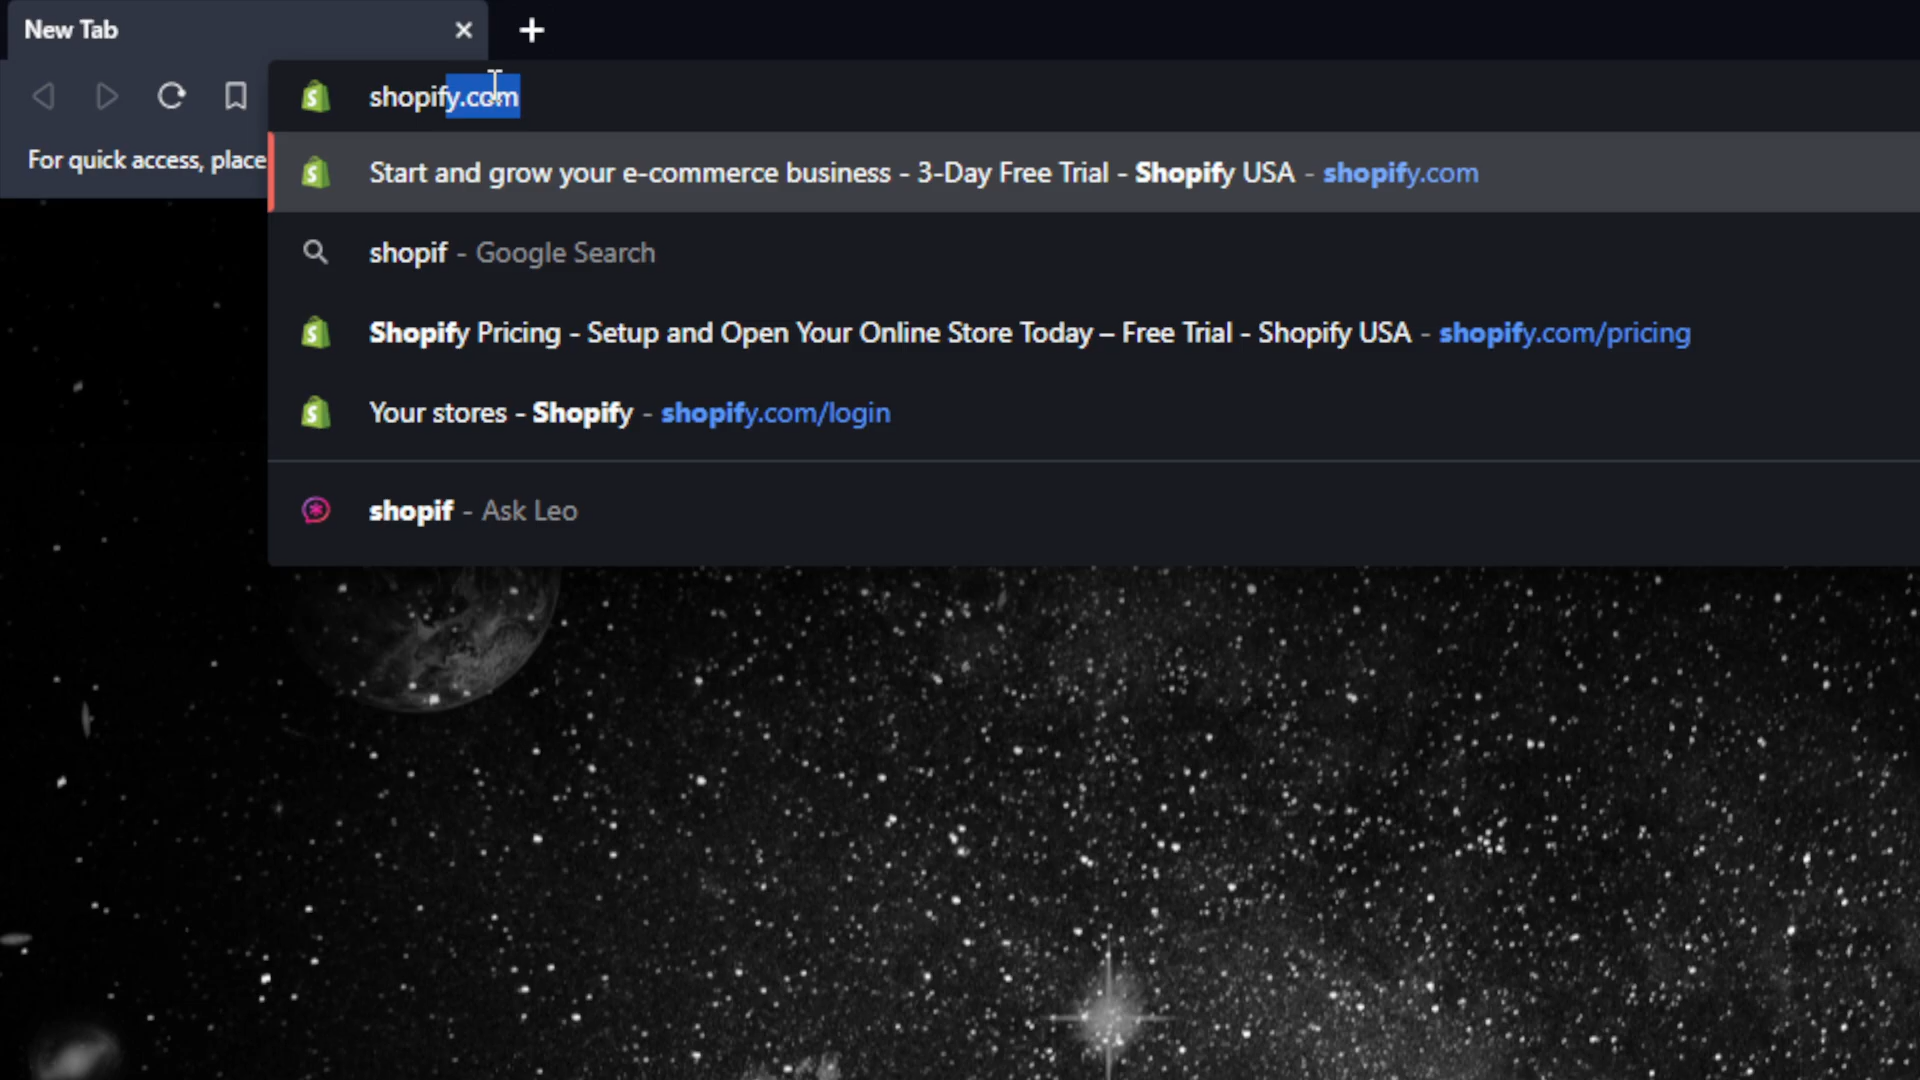 New Tab
shopify.com
For quick access, place
Start and grow your e-commerce business - 3-Day Free Trial - Shopify USA - shopify.com
shopif - Google Search
Shopify Pricing - Setup and Open Your Online Store Today – Free Trial - Shopify USA - shopify.com/pricing
Your stores - Shopify - shopify.com/login
shopif - Ask Leo